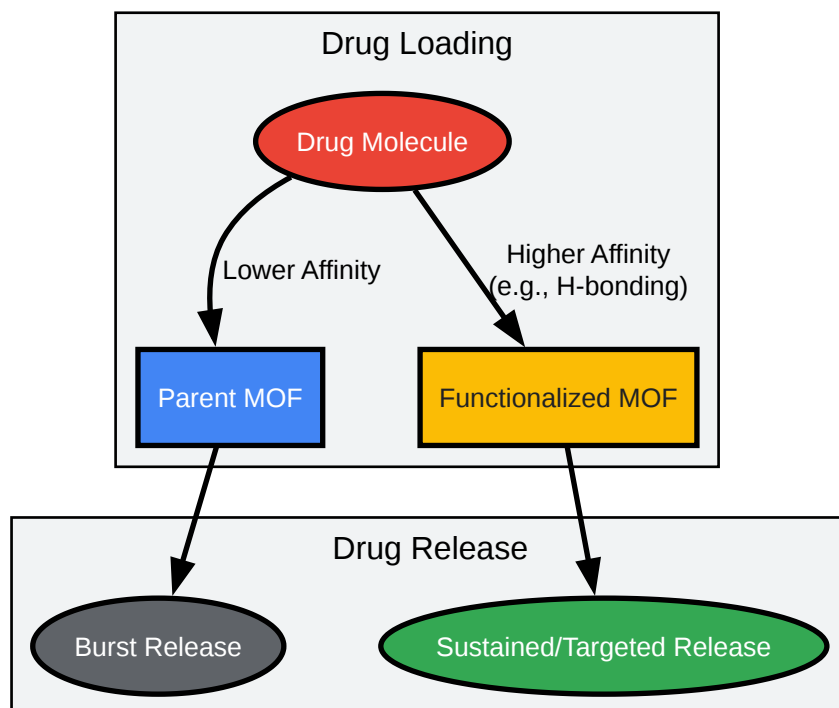 Drug Loading
Drug Molecule
Lower Affinity
Higher Affinity
(e.g., H-bonding)
Parent MOF
Functionalized MOF
Drug Release
Burst Release
Sustained/Targeted Release